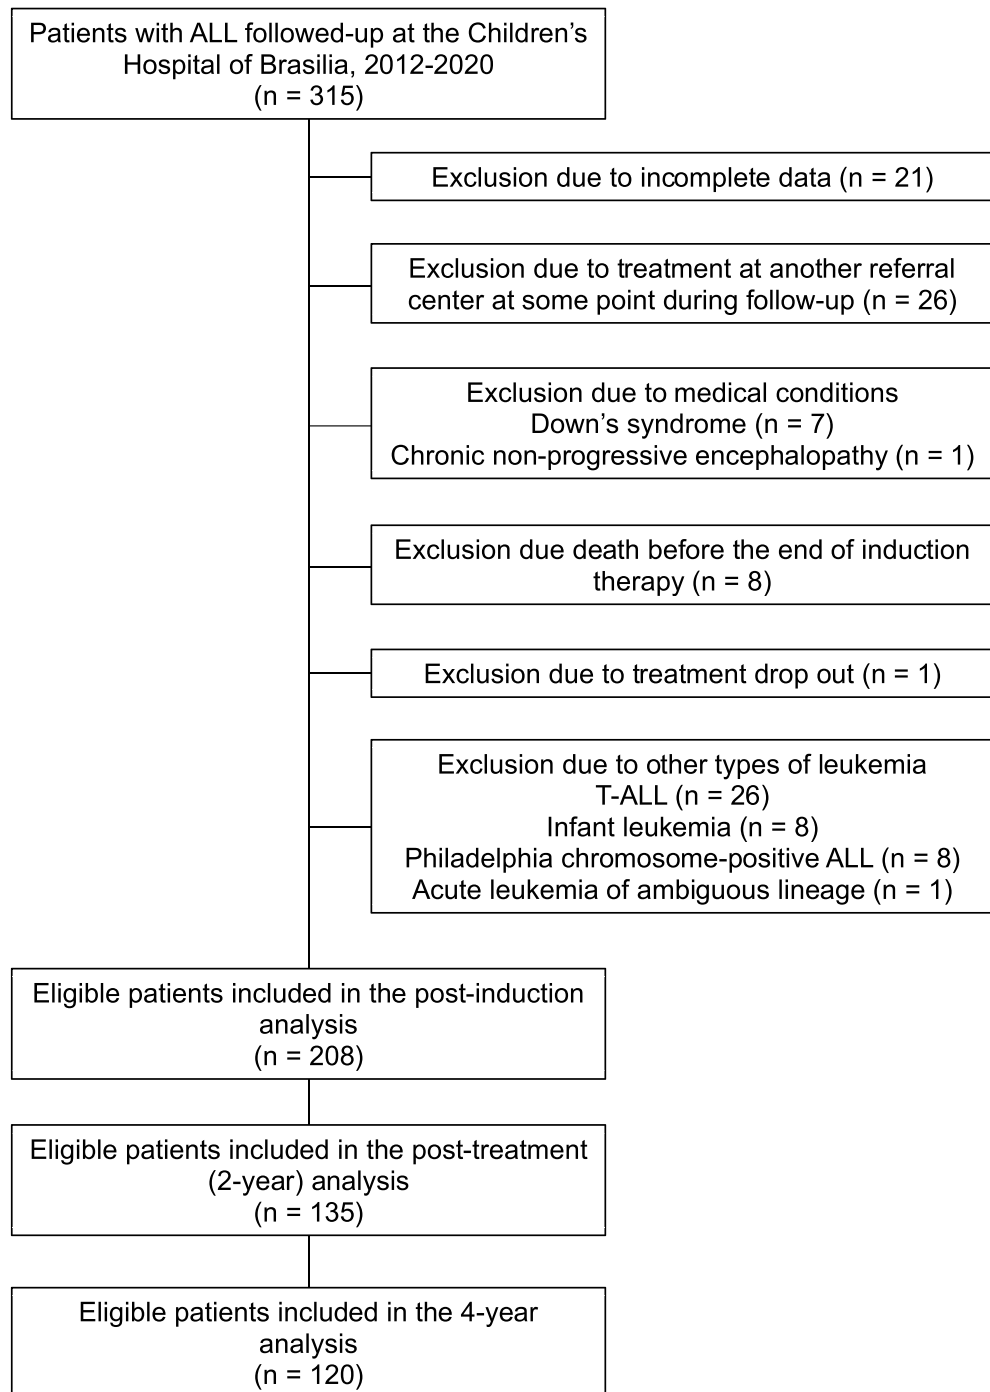 Patients with ALL followed-up at the Children's
Hospital of Brasilia, 2012-2020
(n = 315)
Exclusion due to incomplete data (n = 21)
Exclusion due to treatment at another referral
center at some point during follow-up (n = 26)
Exclusion due to medical conditions
Down's syndrome (n = 7)
Chronic non-progressive encephalopathy (n = 1)
Exclusion due death before the end of induction
therapy (n = 8)
Exclusion due to treatment drop out (n = 1)
Exclusion due to other types of leukemia
T-ALL (n = 26)
Infant leukemia (n = 8)
Philadelphia chromosome-positive ALL (n = 8)
Acute leukemia of ambiguous lineage (n = 1)
Eligible patients included in the post-induction
analysis
(n = 208)
Eligible patients included in the post-treatment
(2-year) analysis
(n = 135)
Eligible patients included in the 4-year
analysis
(n = 120)